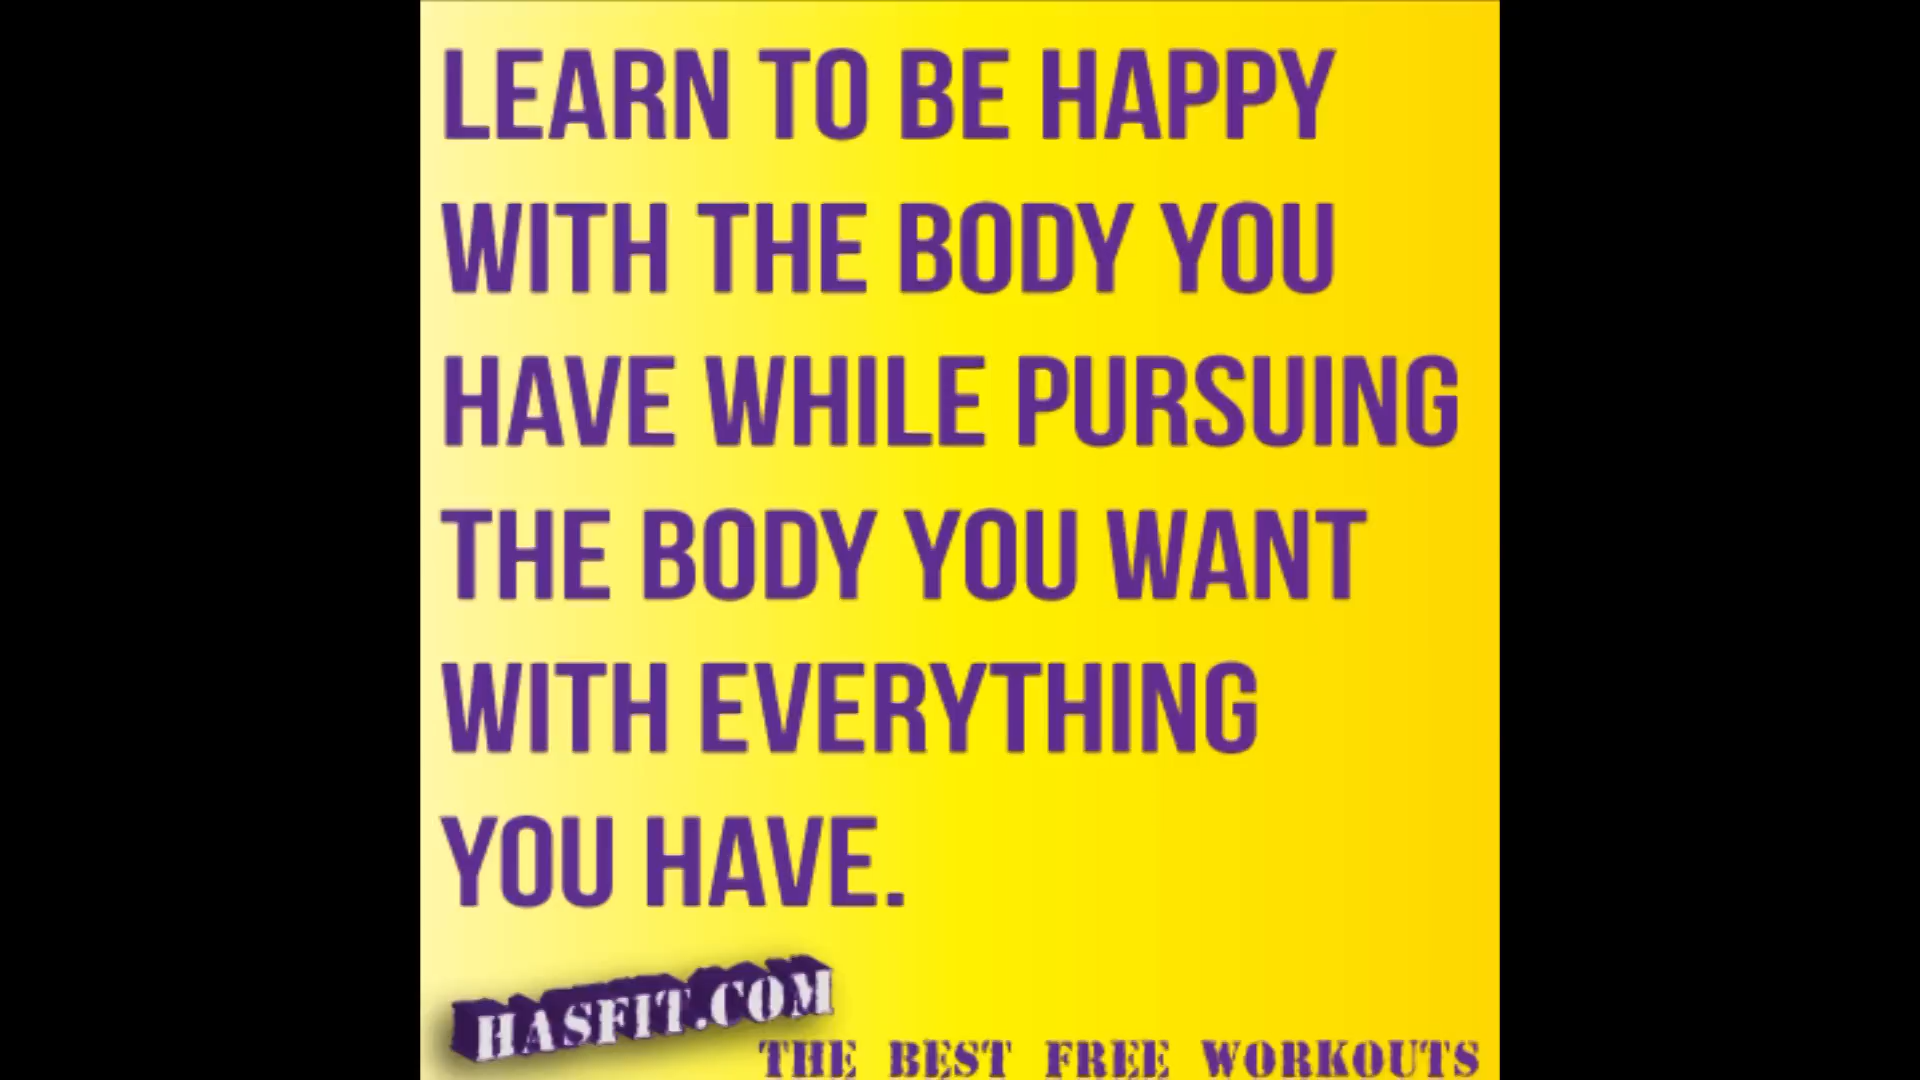 LEARN TO BE HAPPY
WITH THE BODY YOU
HAVE WHILE PURSUING
THE BODY YOU WANT
WITH EVERYTHING
YOU HAVE.
HASFIT.COM
THE BEST FREE WORKOUTS